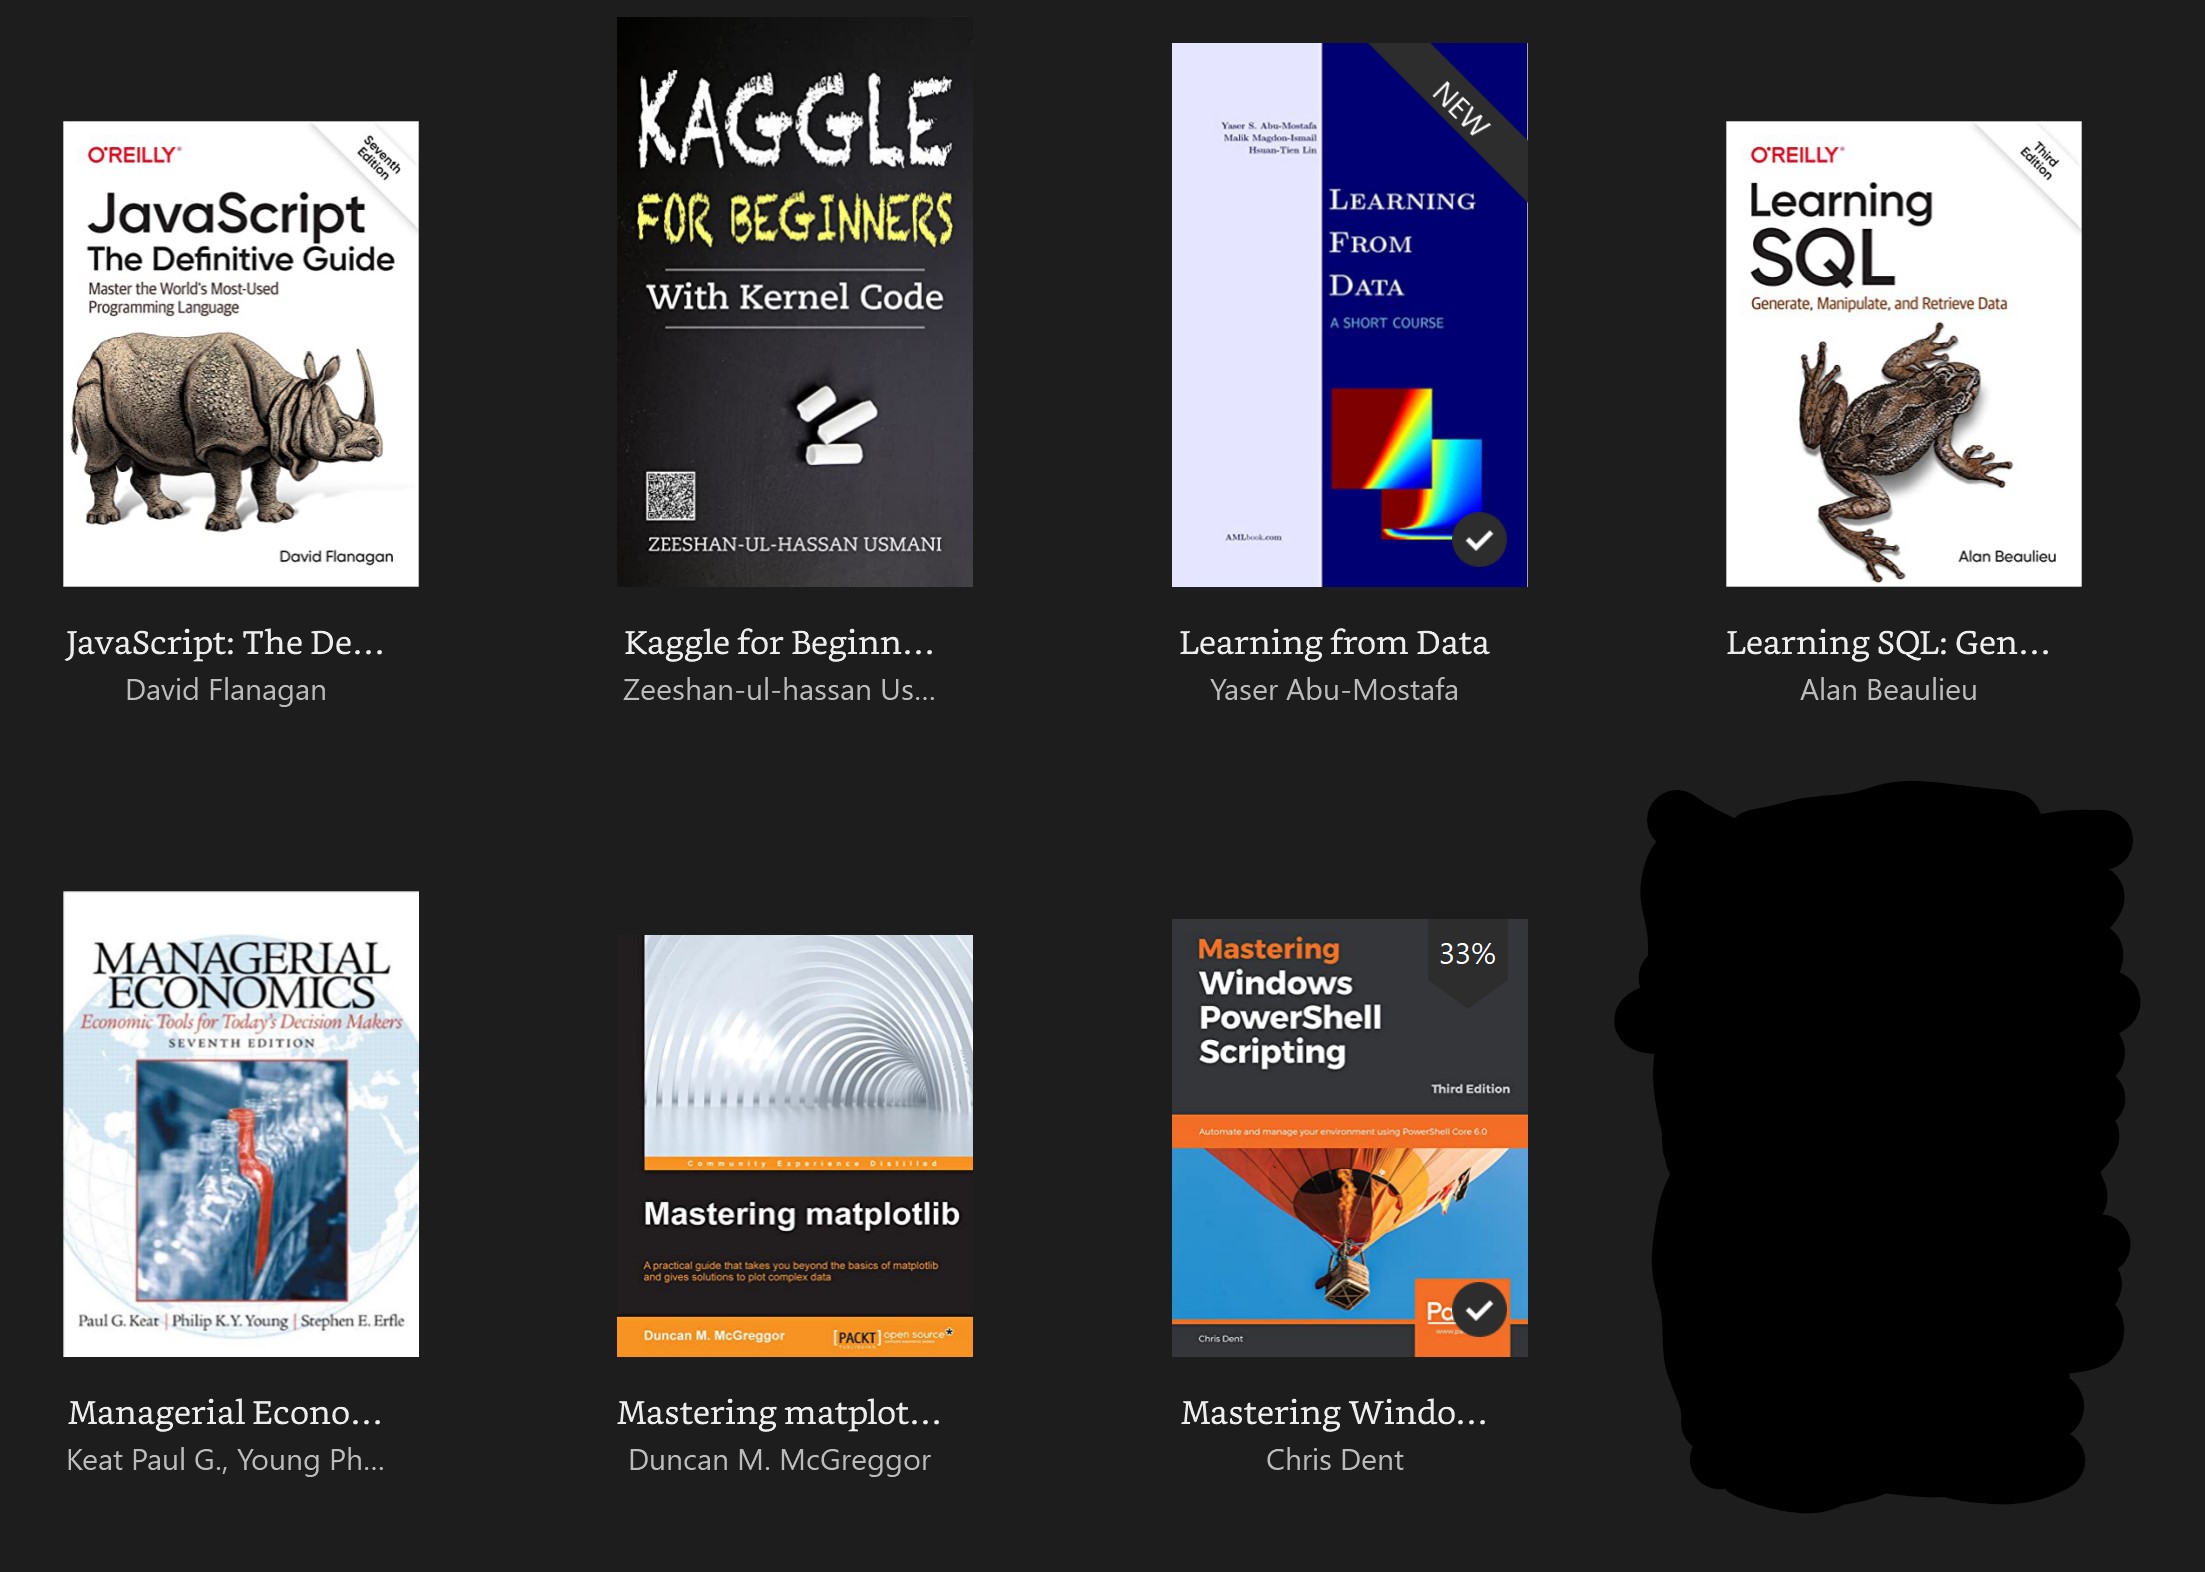 O'REILLY®
Seventh
Edition
JavaScript
The Definitive Guide
Master the World's Most-Used
Programming Language
David Flanagan
JavaScript: The De...
David Flanagan
KAGGLE
FOR BEGINNERS
With Kernel Code
ZEESHAN-UL-HASSAN USMANI
Kaggle for Beginn...
Zeeshan-ul-hassan Us...
NEW
Yaser S. Abu-Mostafa
Malik Magdon-Ismail
Hsuan-Tien Lin
LEARNING
FROM
DATA
A SHORT COURSE
AMLbook.com
Learning from Data
Yaser Abu-Mostafa
O'REILLY®
Third
Edition
Learning
SQL
Generate, Manipulate, and Retrieve Data
Alan Beaulieu
Learning SQL: Gen...
Alan Beaulieu
MANAGERIAL
ECONOMICS
Economic Tools for Today's Decision Makers
SEVENTH EDITION
Paul G. Keat | Philip K.Y. Young | Stephen E. Erfle
Managerial Econo...
Keat Paul G., Young Ph...
Community Experience Distilled
Mastering matplotlib
A practical guide that takes you beyond the basics of matplotlib
and gives solutions to plot complex data
Duncan M. McGreggor
[PACKT] open source*
PUBLISHING
Mastering matplot...
Duncan M. McGreggor
33%
Mastering
Windows
PowerShell
Scripting
Third Edition
Automate and manage your environment using PowerShell Core 6.0
Chris Dent
Mastering Windo...
Chris Dent